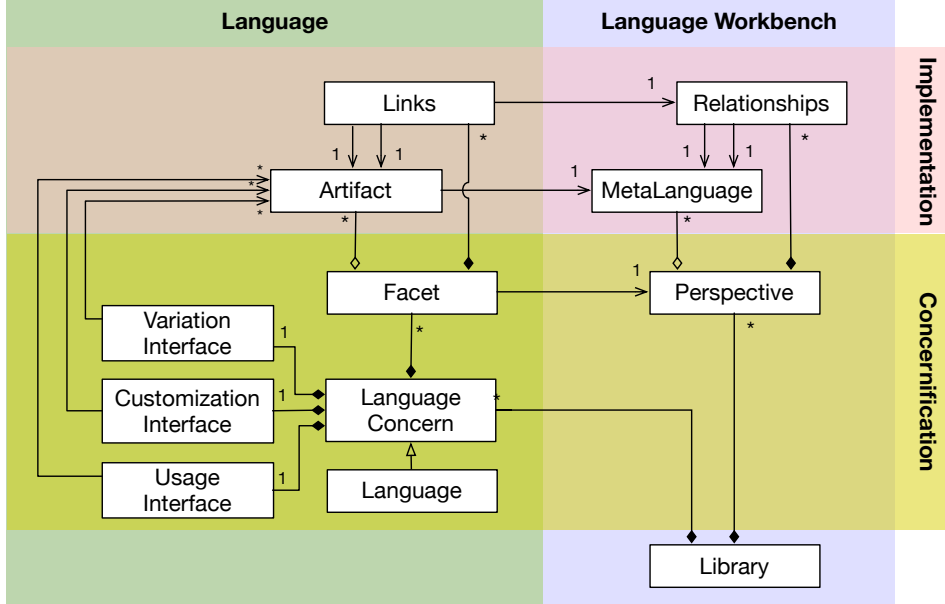 Language
Language Workbench
Implementation
Links
1
Relationships
*
*
1
1
1
1
*
*
*
Artifact
1
MetaLanguage
*
*
Concernification
Facet
1
Perspective
*
*
Variation
Interface
1
Customization
Interface
1
Language
Concern
*
Usage
Interface
1
Language
Library